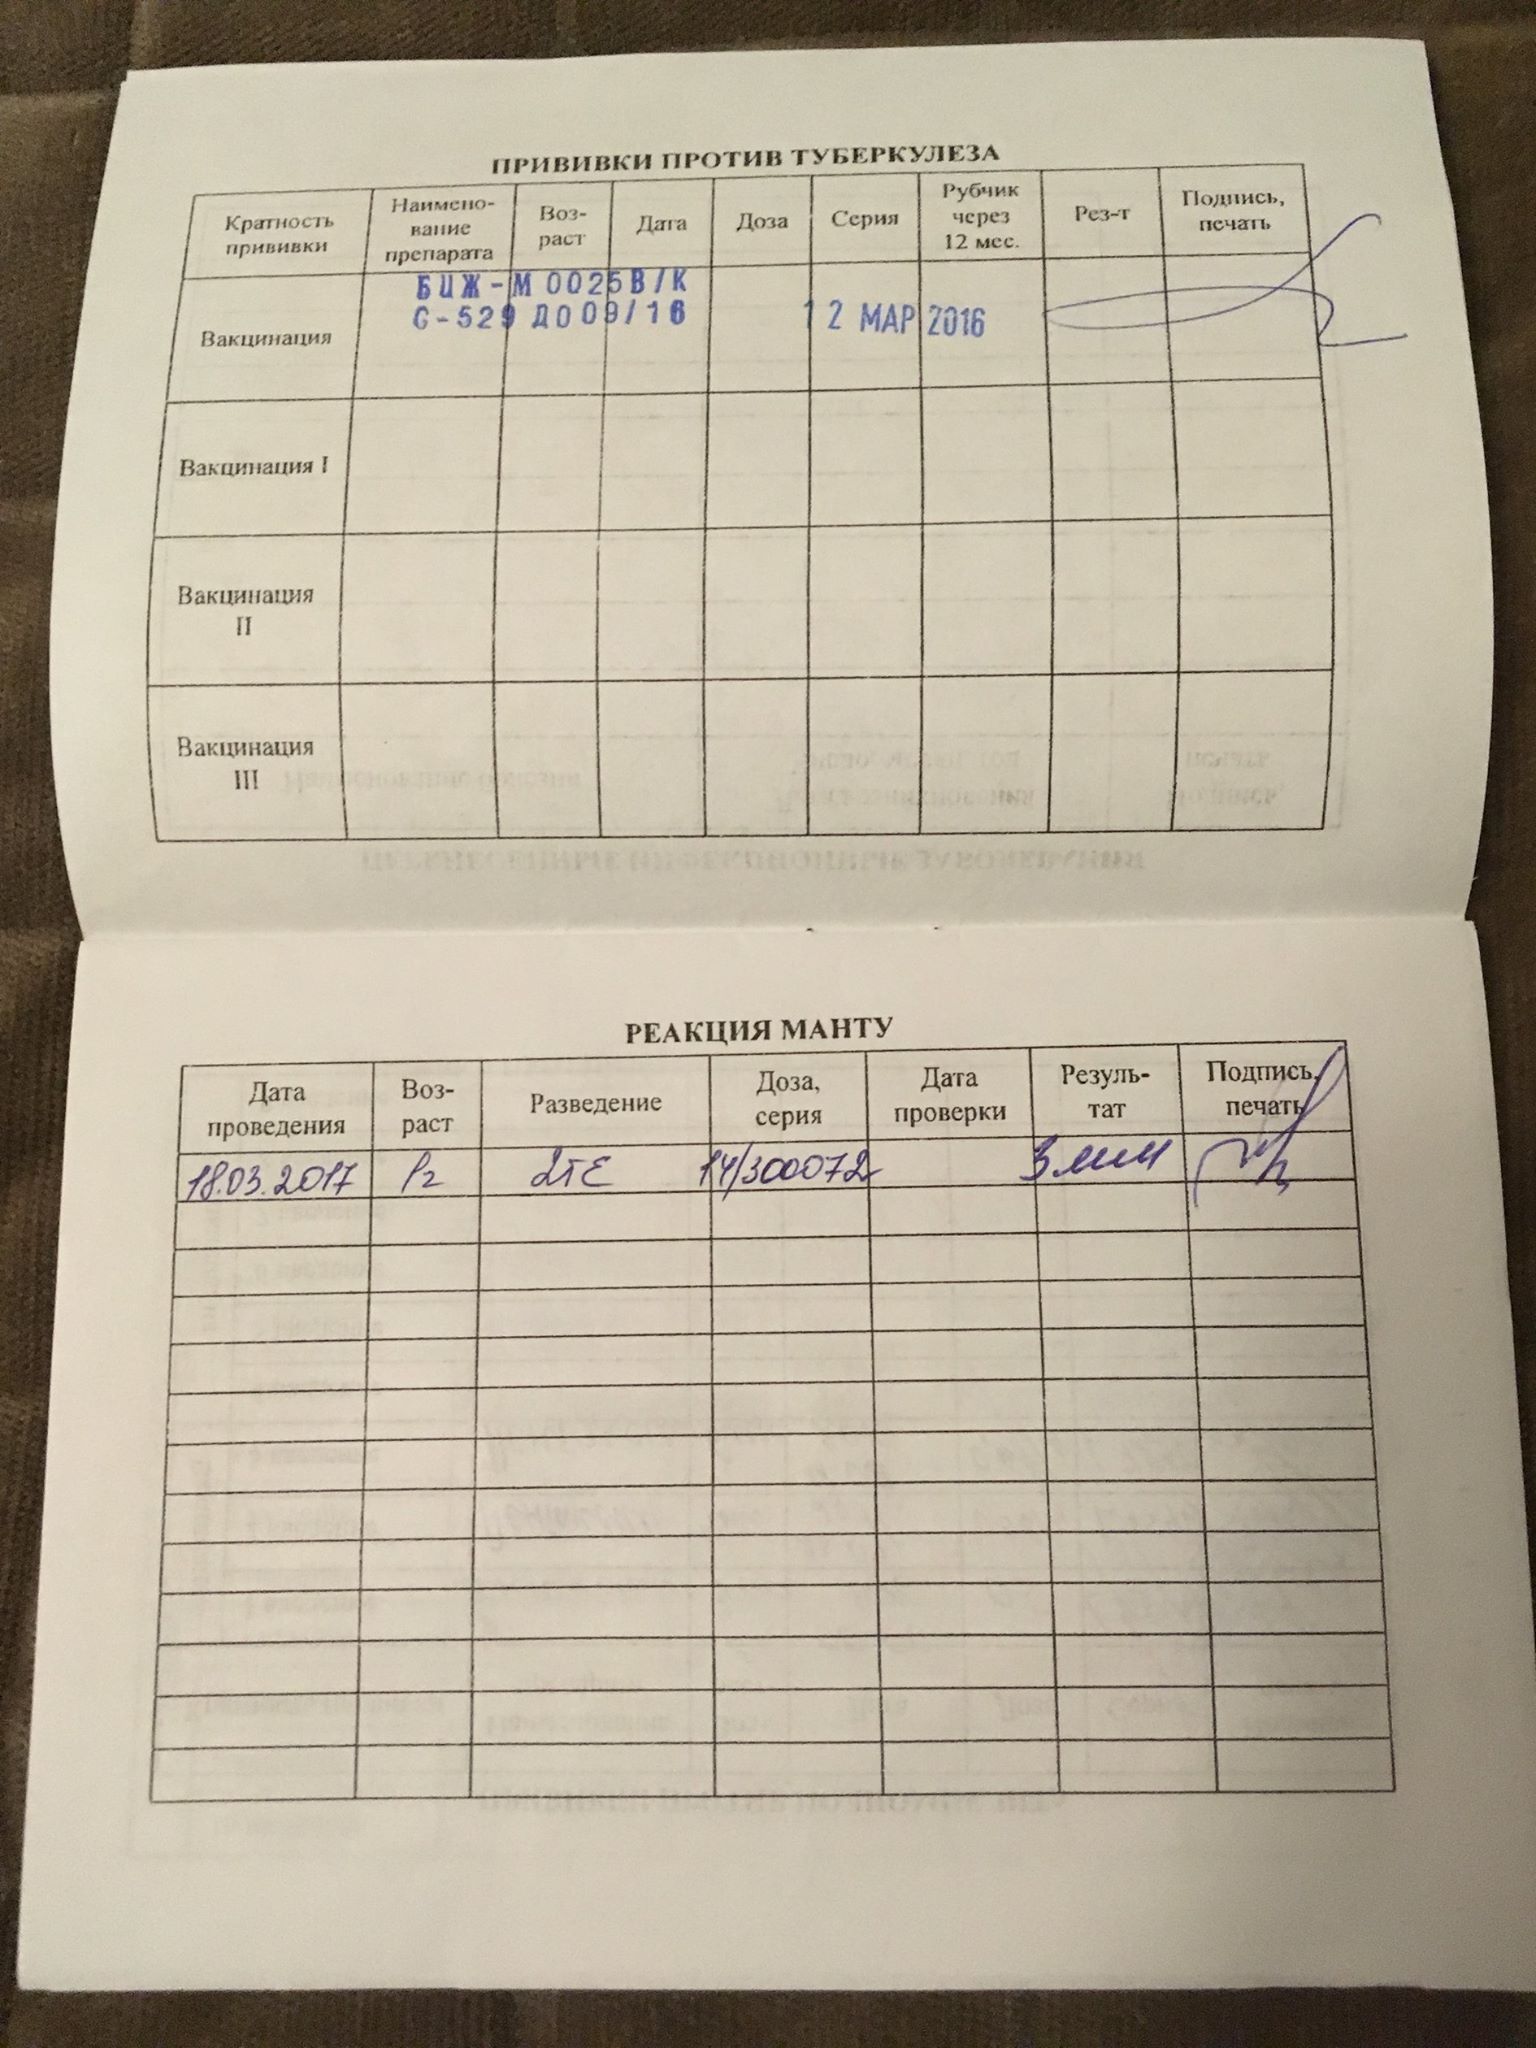 ПРИВИВКИ ПРОТИВ ТУБЕРКУЛЕЗА
Кратность прививки Наимено-вание препарата Воз-раст Дата Доза Серия Рубчик через 12 мес. Рез-т Подпись, печать
БЦЖ-М 0025В/К
С-529 Д009/16 12 МАР 2016
Вакцинация
Вакцинация I
Вакцинация
II
Вакцинация
III
РЕАКЦИЯ МАНТУ
Дата проведения Воз-раст Разведение Доза, серия Дата проверки Резуль-тат Подпись, печать
18.03.2017 1г 2ТЕ 14/300072 3 мм